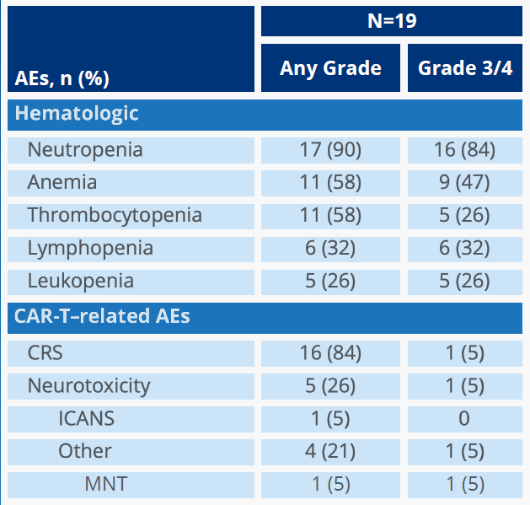 N=19
AEs, n (%) Any Grade Grade 3/4
Hematologic
Neutropenia 17 (90) 16 (84)
Anemia 11 (58) 9 (47)
Thrombocytopenia 11 (58) 5 (26)
Lymphopenia 6 (32) 6 (32)
Leukopenia 5 (26) 5 (26)
CAR-T–related AEs
CRS 16 (84) 1 (5)
Neurotoxicity 5 (26) 1 (5)
ICANS 1 (5) 0
Other 4 (21) 1 (5)
MNT 1 (5) 1 (5)